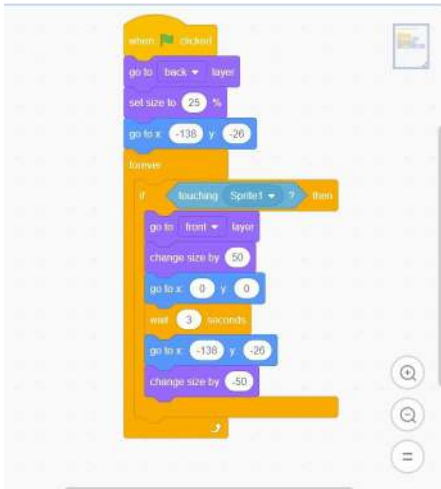 when clicked
go to back layer
set size to 25 %
go to x: -138 y: -26
forever
if touching Sprite1 ? then
go to front layer
change size by 50
go to x: 0 y: 0
wait 3 seconds
go to x: -138 y: -26
change size by -50